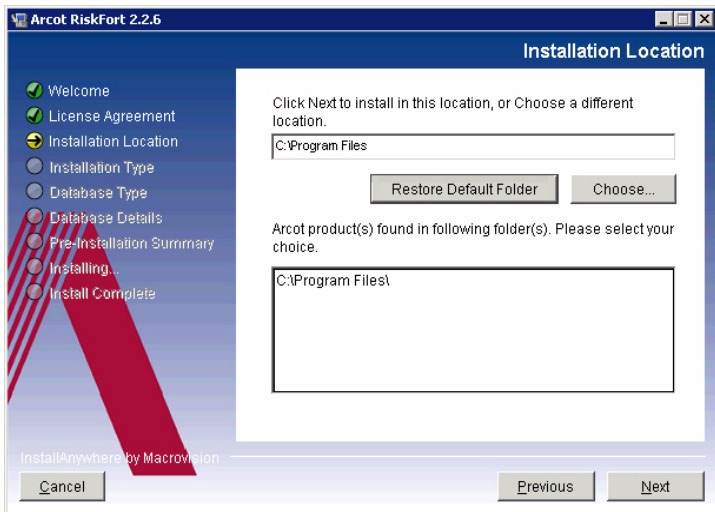 Arcot RiskFort 2.2.6
Installation Location
Welcome
License Agreement
Installation Location
Installation Type
Database Type
Database Details
Pre-Installation Summary
Installing...
Install Complete
Click Next to install in this location, or Choose a different
location.
C:\Program Files
Restore Default Folder
Choose...
Arcot product(s) found in following folder(s). Please select your
choice.
C:\Program Files\
InstallAnywhere by Macrovision
Cancel
Previous
Next